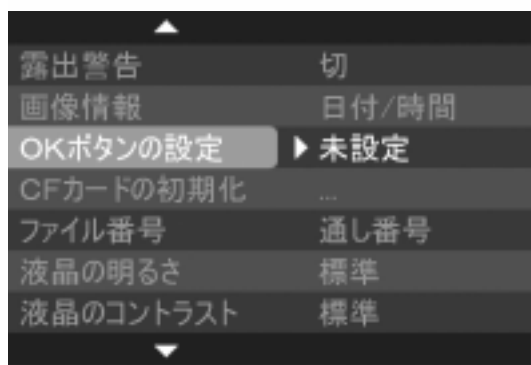 露出警告 切
画像情報 日付/時間
OKボタンの設定 未設定
CFカードの初期化 ...
ファイル番号 通し番号
液晶の明るさ 標準
液晶のコントラスト 標準